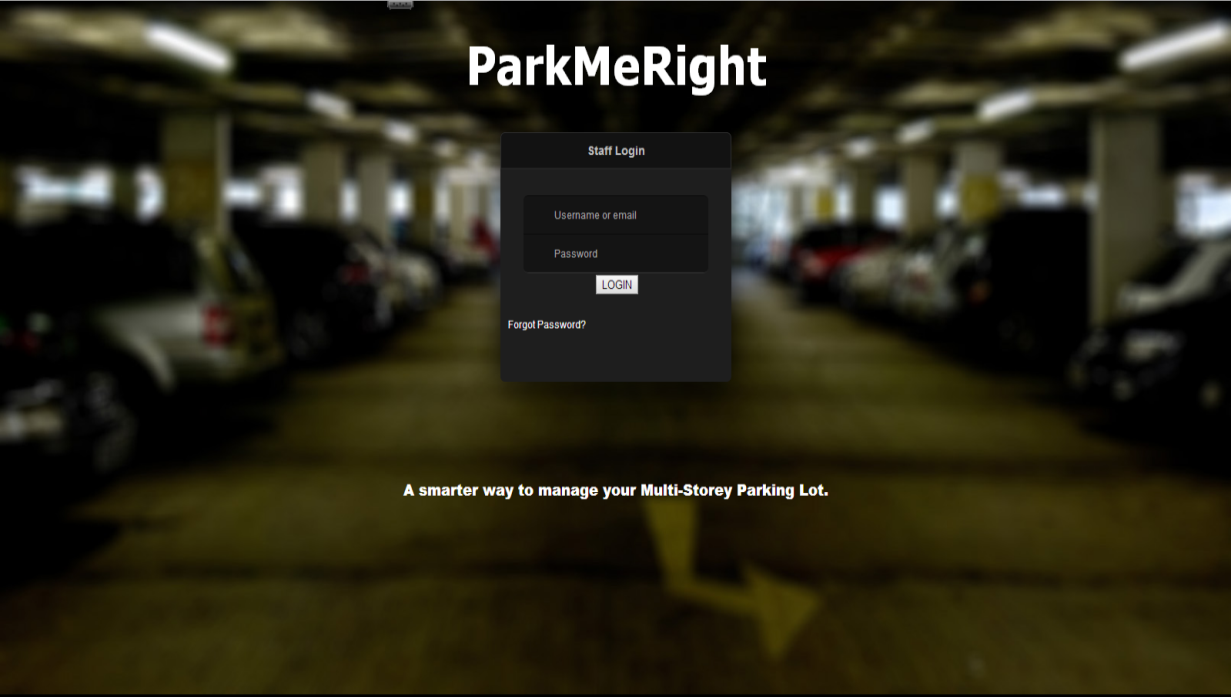 ParkMeRight
Staff Login
Username or email
Password
LOGIN
Forgot Password?
A smarter way to manage your Multi-Storey Parking Lot.